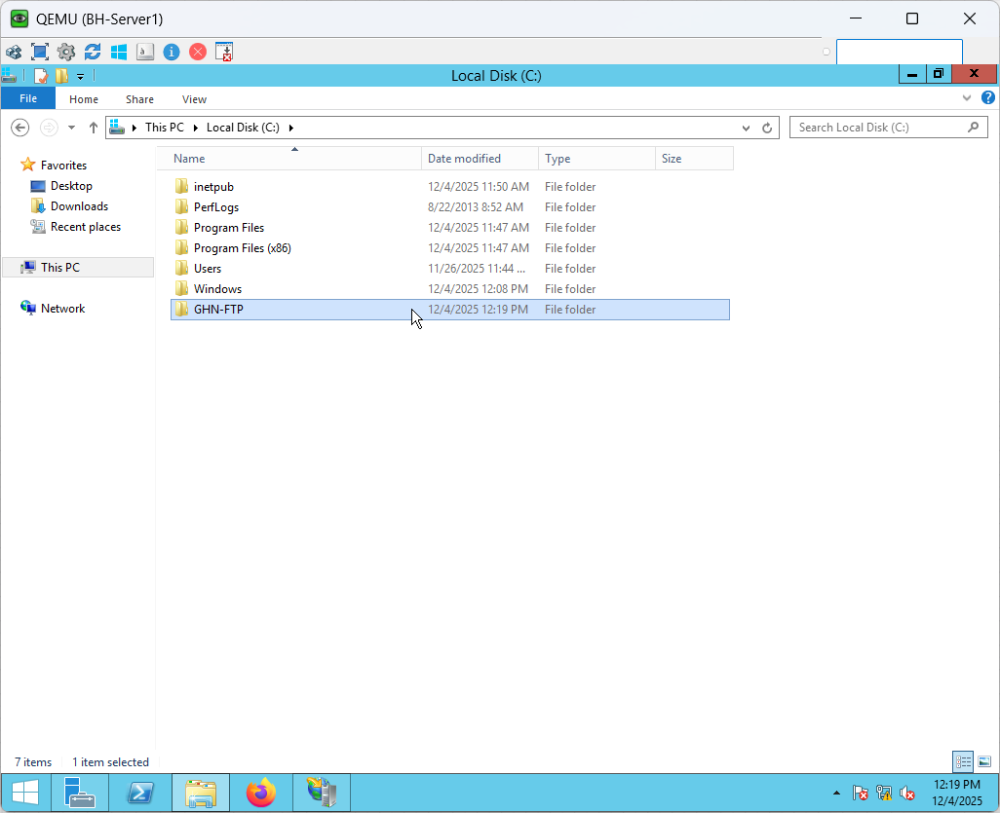 QEMU (BH-Server1)
Local Disk (C:)
File Home Share View
This PC Local Disk (C:) Search Local Disk (C:)
Name Date modified Type Size
Favorites
Desktop
Downloads
Recent places
This PC
Network
inetpub 12/4/2025 11:50 AM File folder
PerfLogs 8/22/2013 8:52 AM File folder
Program Files 12/4/2025 11:47 AM File folder
Program Files (x86) 12/4/2025 11:47 AM File folder
Users 11/26/2025 11:44 ... File folder
Windows 12/4/2025 12:08 PM File folder
GHN-FTP 12/4/2025 12:19 PM File folder
7 items 1 item selected
12:19 PM
12/4/2025